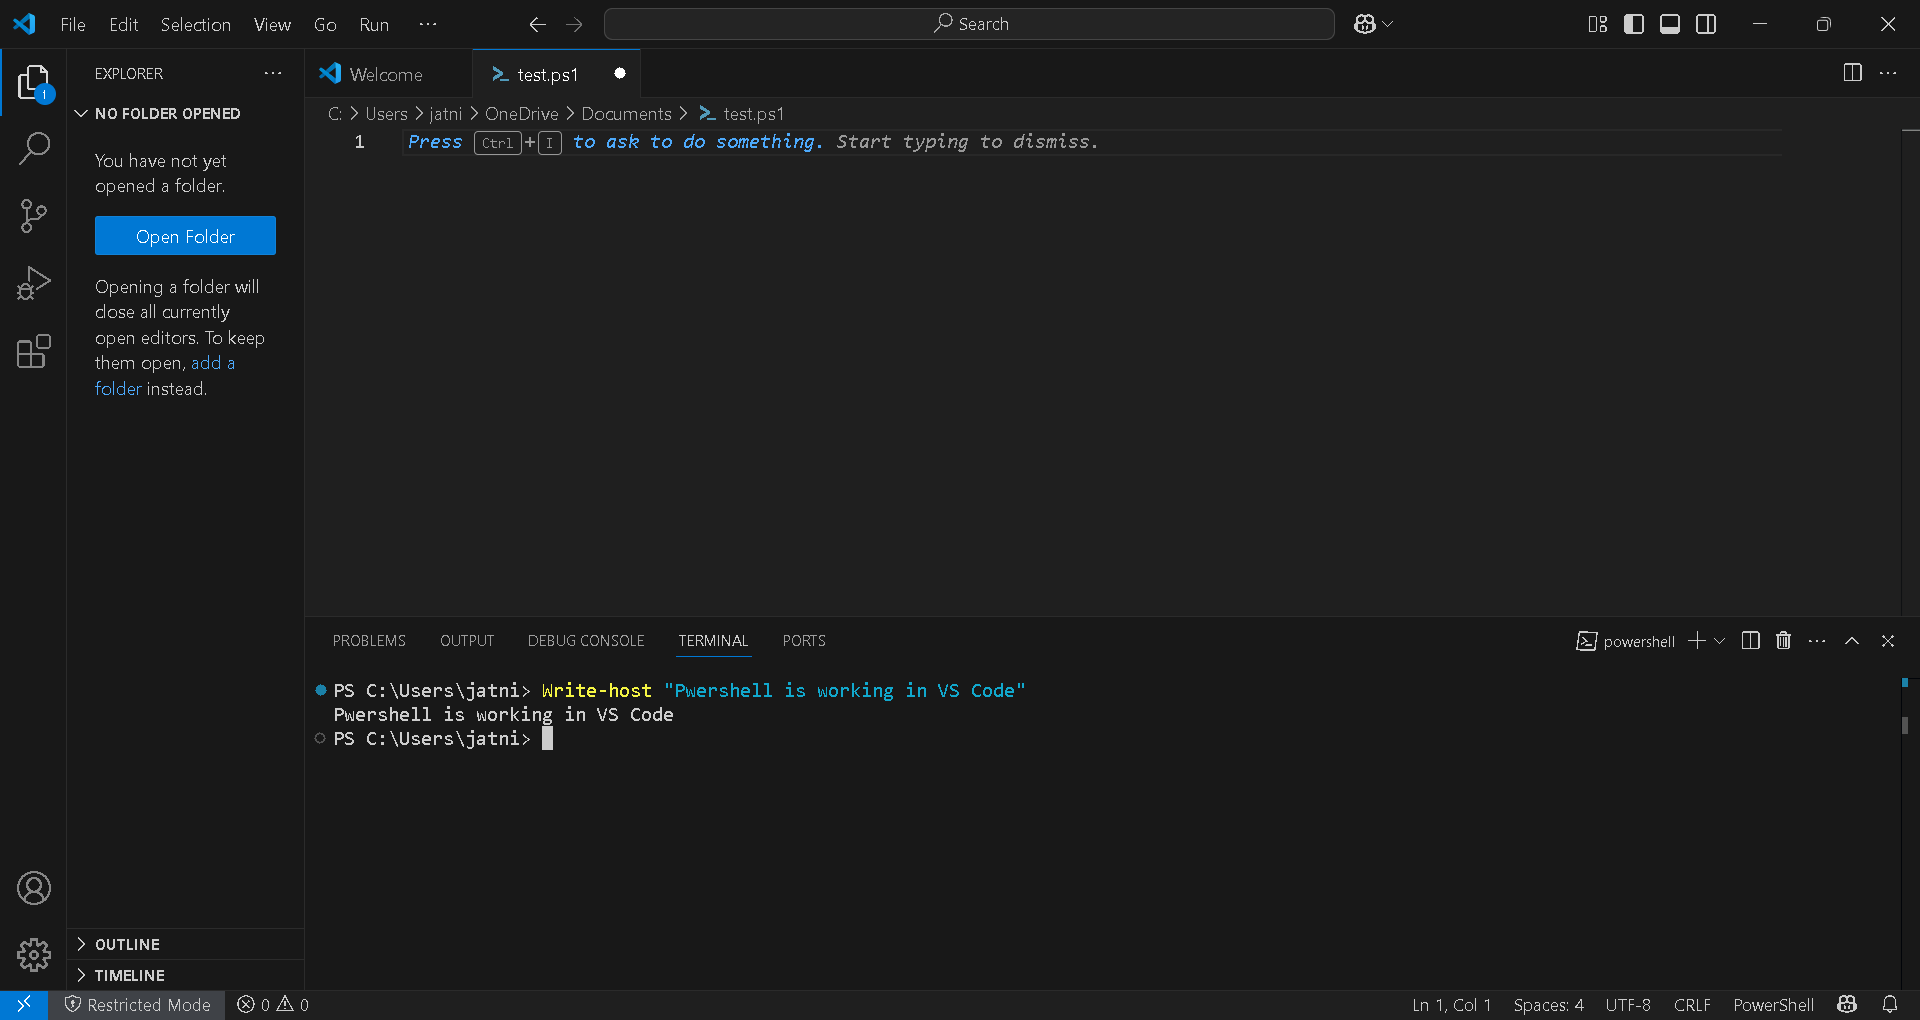 File Edit Selection View Go Run ... Search
EXPLORER ...
NO FOLDER OPENED
You have not yet
opened a folder.
Open Folder
Opening a folder will
close all currently
open editors. To keep
them open, add a
folder instead.
OUTLINE
TIMELINE
1
Welcome test.ps1
C: > Users > jatni > OneDrive > Documents > test.ps1
1 Press Ctrl+I to ask to do something. Start typing to dismiss.
PROBLEMS OUTPUT DEBUG CONSOLE TERMINAL PORTS powershell
PS C:\Users\jatni> Write-host "Pwershell is working in VS Code"
Pwershell is working in VS Code
PS C:\Users\jatni>
Restricted Mode 0 0 Ln 1, Col 1 Spaces: 4 UTF-8 CRLF PowerShell